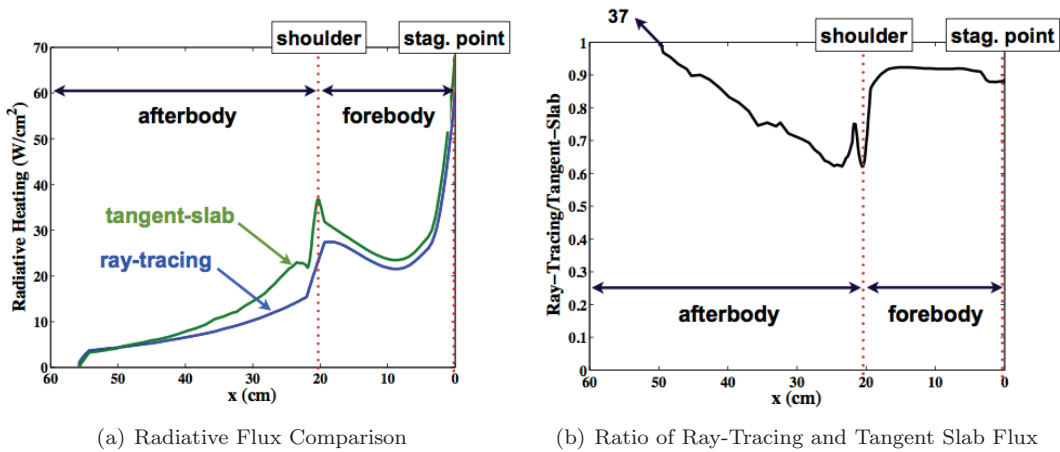 shoulder
stag. point
70
60
50
40
30
20
10
0
Radiative Heating (W/cm²)
afterbody
forebody
tangent-slab
ray-tracing
60
50
40
30
20
10
0
x (cm)
(a) Radiative Flux Comparison
37
shoulder
stag. point
1
0.9
0.8
0.7
0.6
0.5
0.4
0.3
0.2
0.1
0
Ray-Tracing/Tangent-Slab
afterbody
forebody
60
50
40
30
20
10
0
x (cm)
(b) Ratio of Ray-Tracing and Tangent Slab Flux